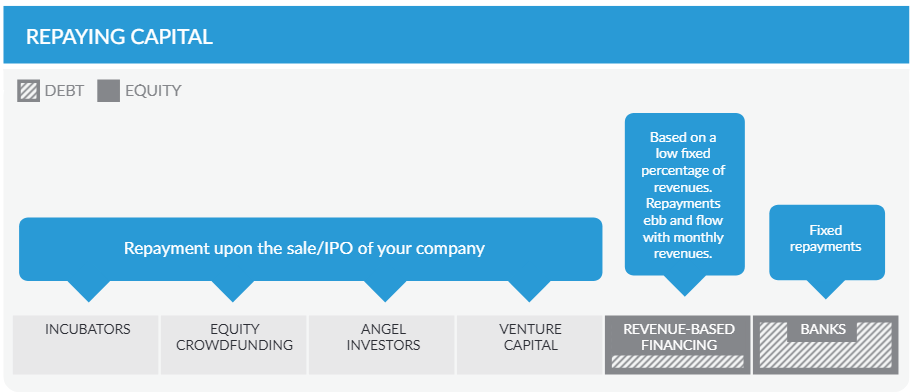 REPAYING CAPITAL
DEBT
EQUITY
Based on a
low fixed
percentage of
revenues.
Repayments
ebb and flow
with monthly
revenues.
Repayment upon the sale/IPO of your company
Fixed
repayments
INCUBATORS
EQUITY
CROWDFUNDING
ANGEL
INVESTORS
VENTURE
CAPITAL
REVENUE-BASED
FINANCING
BANKS